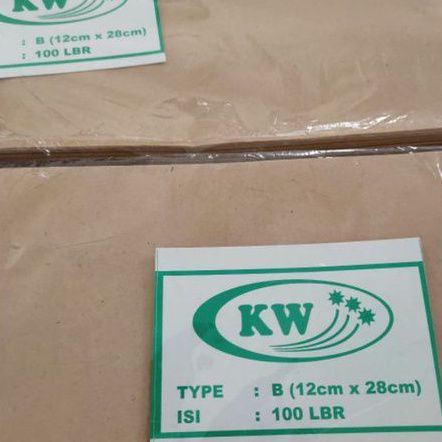 KW
: B (12cm x 28cm)
: 100 LBR
KW
TYPE : B (12cm x 28cm)
ISI : 100 LBR